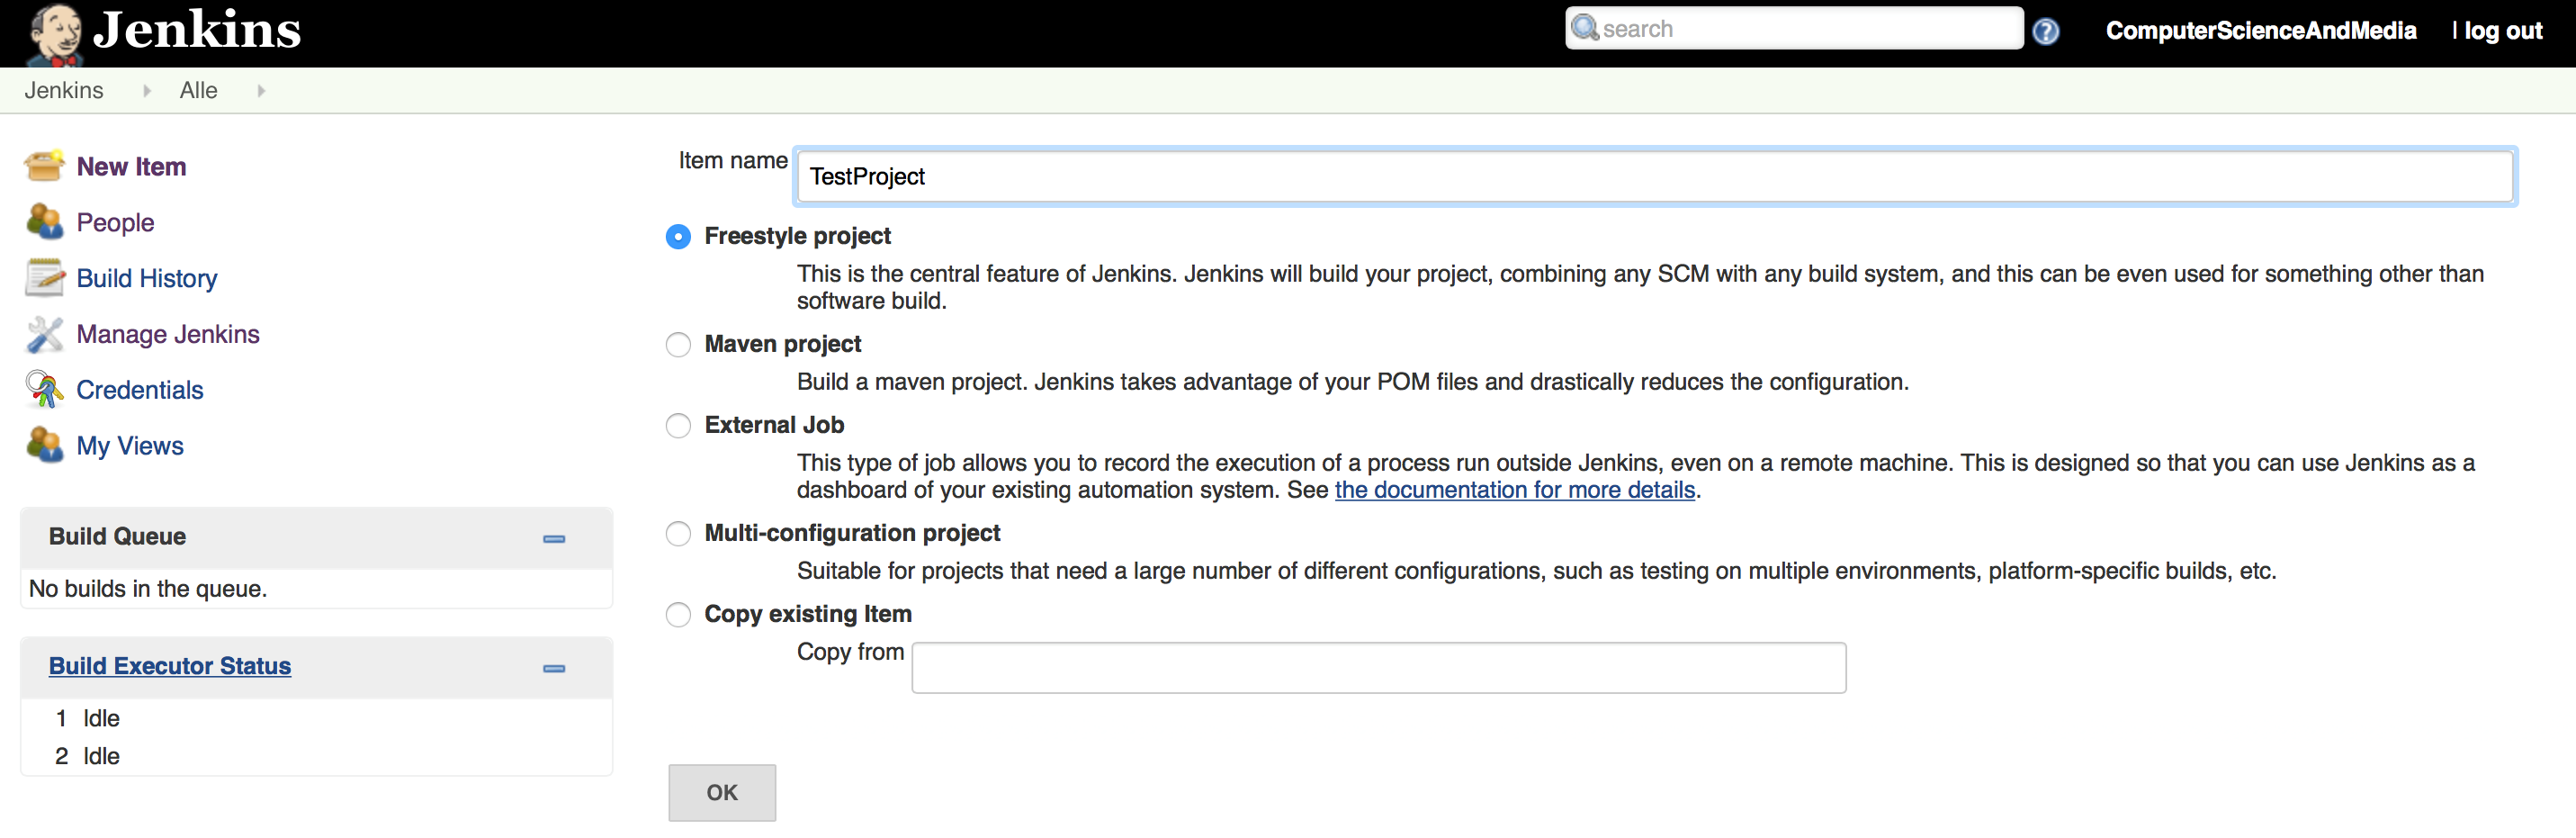 Jenkins
search
ComputerScienceAndMedia
| log out
Jenkins
Alle
New Item
People
Build History
Manage Jenkins
Credentials
My Views
Build Queue
No builds in the queue.
Build Executor Status
1 Idle
2 Idle
Item name
TestProject
Freestyle project
This is the central feature of Jenkins. Jenkins will build your project, combining any SCM with any build system, and this can be even used for something other than
software build.
Maven project
Build a maven project. Jenkins takes advantage of your POM files and drastically reduces the configuration.
External Job
This type of job allows you to record the execution of a process run outside Jenkins, even on a remote machine. This is designed so that you can use Jenkins as a
dashboard of your existing automation system. See the documentation for more details.
Multi-configuration project
Suitable for projects that need a large number of different configurations, such as testing on multiple environments, platform-specific builds, etc.
Copy existing Item
Copy from
OK